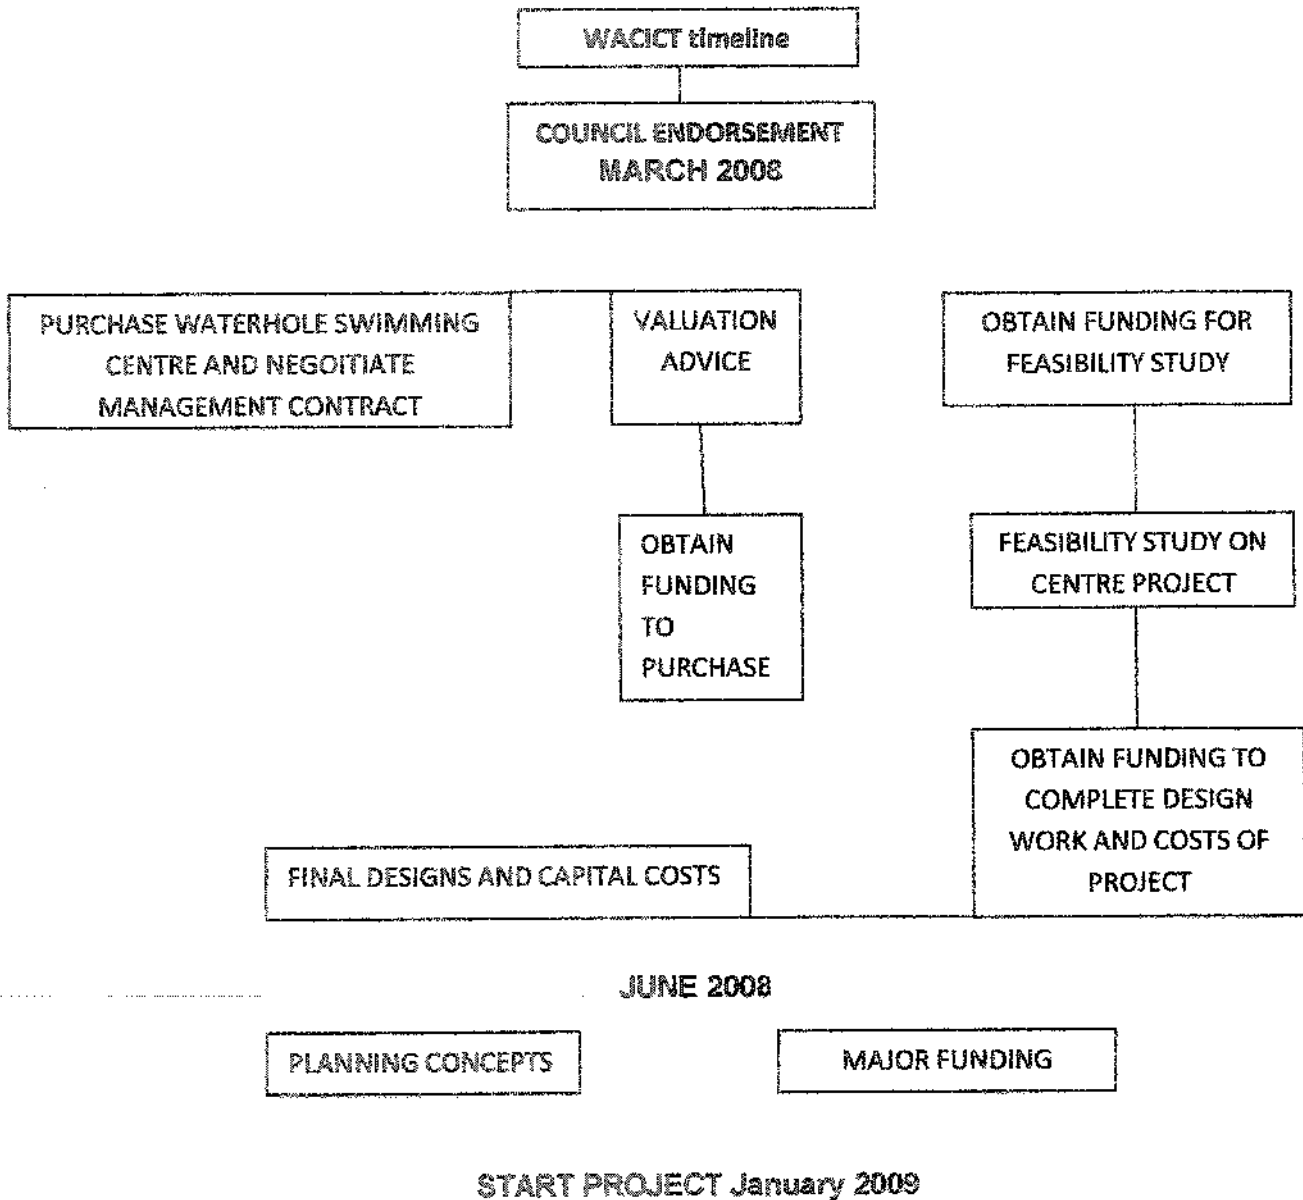 WACICT timeline
COUNCIL ENDORSEMENT
MARCH 2008
PURCHASE WATERHOLE SWIMMING
CENTRE AND NEGOITIATE
MANAGEMENT CONTRACT
VALUATION
ADVICE
OBTAIN FUNDING FOR
FEASIBILITY STUDY
OBTAIN
FUNDING
TO
PURCHASE
FEASIBILITY STUDY ON
CENTRE PROJECT
OBTAIN FUNDING TO
COMPLETE DESIGN
WORK AND COSTS OF
PROJECT
FINAL DESIGNS AND CAPITAL COSTS
JUNE 2008
PLANNING CONCEPTS
MAJOR FUNDING
START PROJECT January 2009